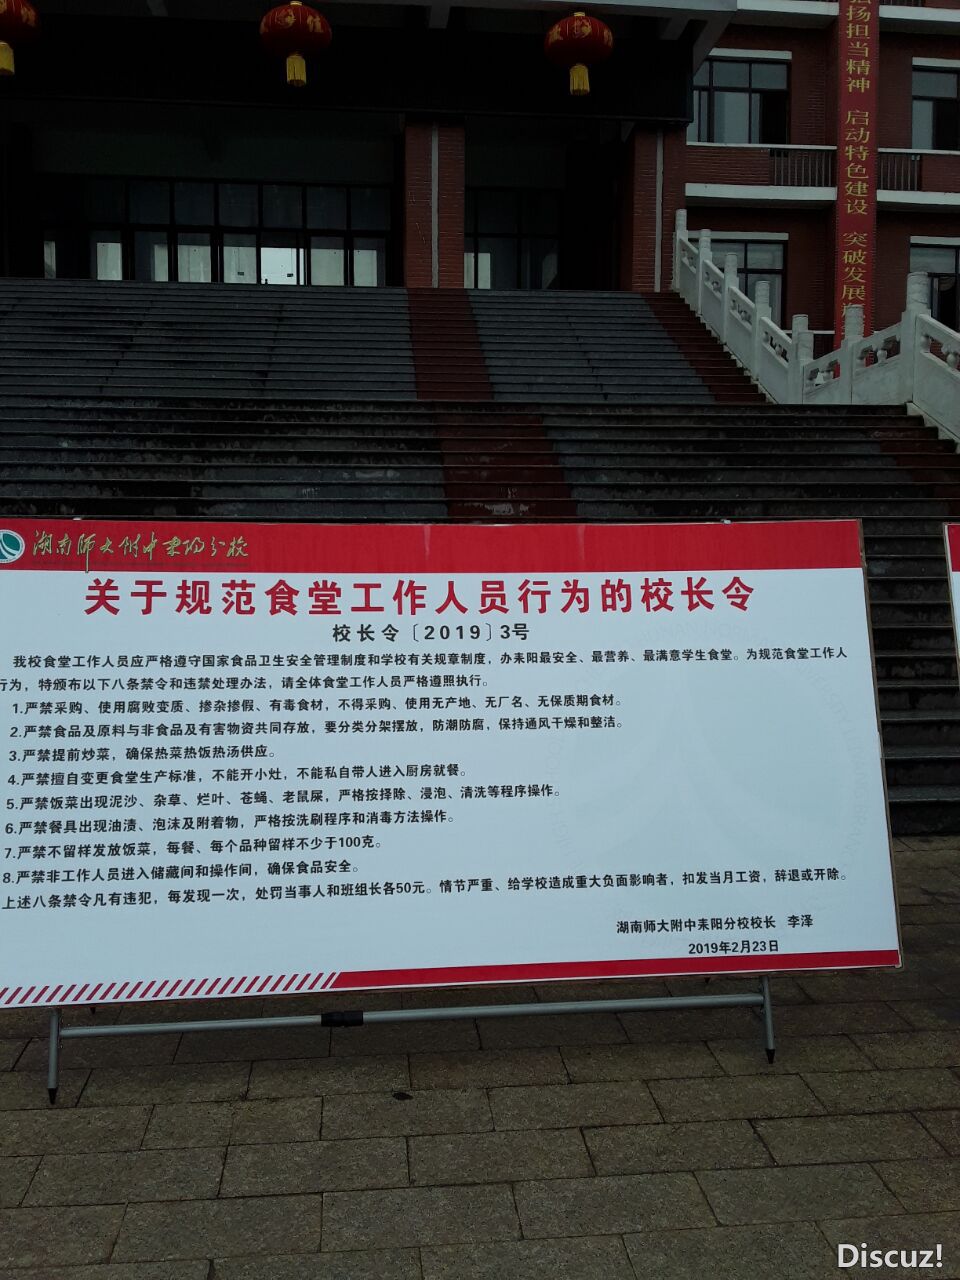 扬担当精神 启动特色建设 突破发展
湖南师大附中耒阳分校
关于规范食堂工作人员行为的校长令
校长令〔2019〕3号
我校食堂工作人员应严格遵守国家食品卫生安全管理制度和学校有关规章制度，办耒阳最安全、最营养、最满意学生食堂。为规范食堂工作人
行为，特颁布以下八条禁令和违禁处理办法，请全体食堂工作人员严格遵照执行。
1.严禁采购、使用腐败变质、掺杂掺假、有毒食材，不得采购、使用无产地、无厂名、无保质期食材。
2.严禁食品及原料与非食品及有害物资共同存放，要分类分架摆放，防潮防腐，保持通风干燥和整洁。
3.严禁提前炒菜，确保热菜热饭热汤供应。
4.严禁擅自变更食堂生产标准，不能开小灶，不能私自带人进入厨房就餐。
5.严禁饭菜出现泥沙、杂草、烂叶、苍蝇、老鼠屎，严格按择除、浸泡、清洗等程序操作。
6.严禁餐具出现油渍、泡沫及附着物，严格按洗刷程序和消毒方法操作。
7.严禁不留样发放饭菜，每餐、每个品种留样不少于100克。
8.严禁非工作人员进入储藏间和操作间，确保食品安全。
上述八条禁令凡有违犯，每发现一次，处罚当事人和班组长各50元。情节严重、给学校造成重大负面影响者，扣发当月工资，辞退或开除。
湖南师大附中耒阳分校校长 李泽
2019年2月23日
Discuz!